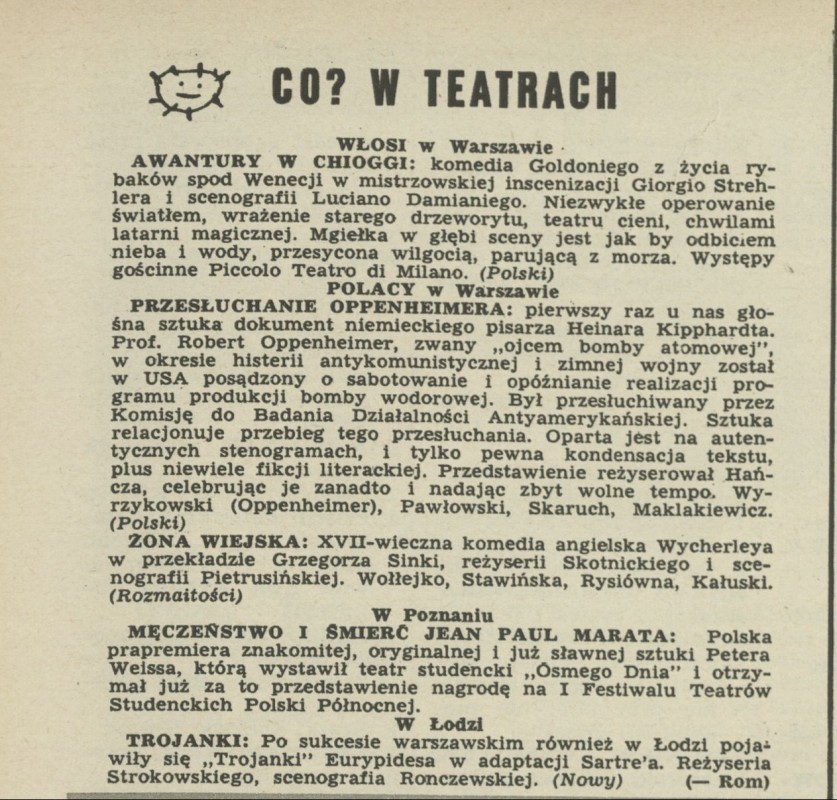 CO? W TEATRACH
WŁOSI w Warszawie
AWANTURY W CHIOGGI: komedia Goldoniego z życia ry-
baków spod Wenecji w mistrzowskiej inscenizacji Giorgio Streh-
lera i scenografii Luciano Damianiego. Niezwykłe operowanie
światłem, wrażenie starego drzeworytu, teatru cieni, chwilami
latarni magicznej. Mgiełka w głębi sceny jest jak by odbiciem
nieba i wody, przesycona wilgocią, parującą z morza. Występy
gościnne Piccolo Teatro di Milano. (Polski)
POLACY w Warszawie
PRZESŁUCHANIE OPPENHEIMERA: pierwszy raz u nas gło-
śna sztuka dokument niemieckiego pisarza Heinara Kipphardta.
Prof. Robert Oppenheimer, zwany „ojcem bomby atomowej",
w okresie histerii antykomunistycznej i zimnej wojny został
w USA posądzony o sabotowanie i opóźnianie realizacji pro-
gramu produkcji bomby wodorowej. Był przesłuchiwany przez
Komisję do Badania Działalności Antyamerykańskiej. Sztuka
relacjonuje przebieg tego przesłuchania. Oparta jest na auten-
tycznych stenogramach, i tylko pewna kondensacja tekstu,
plus niewiele fikcji literackiej. Przedstawienie reżyserował Hań-
cza, celebrując je zanadto i nadając zbyt wolne tempo. Wy-
rzykowski (Oppenheimer), Pawłowski, Skaruch, Maklakiewicz.
(Polski)
ŻONA WIEJSKA: XVII-wieczna komedia angielska Wycherleya
w przekładzie Grzegorza Sinki, reżyserii Skotnickiego i sce-
nografii Pietrusińskiej. Wołłejko, Stawińska, Rysiówna, Kałuski.
(Rozmaitości)
W Poznaniu
MĘCZEŃSTWO I ŚMIERĆ JEAN PAUL MARATA: Polska
prapremiera znakomitej, oryginalnej i już sławnej sztuki Petera
Weissa, którą wystawił teatr studencki „Ósmego Dnia" i otrzy-
mał już za to przedstawienie nagrodę na I Festiwalu Teatrów
Studenckich Polski Północnej.
W Łodzi
TROJANKI: Po sukcesie warszawskim również w Łodzi poja-
wiły się „Trojanki" Eurypidesa w adaptacji Sartre'a. Reżyseria
Strokowskiego, scenografia Ronczewskiej. (Nowy) (— Rom)